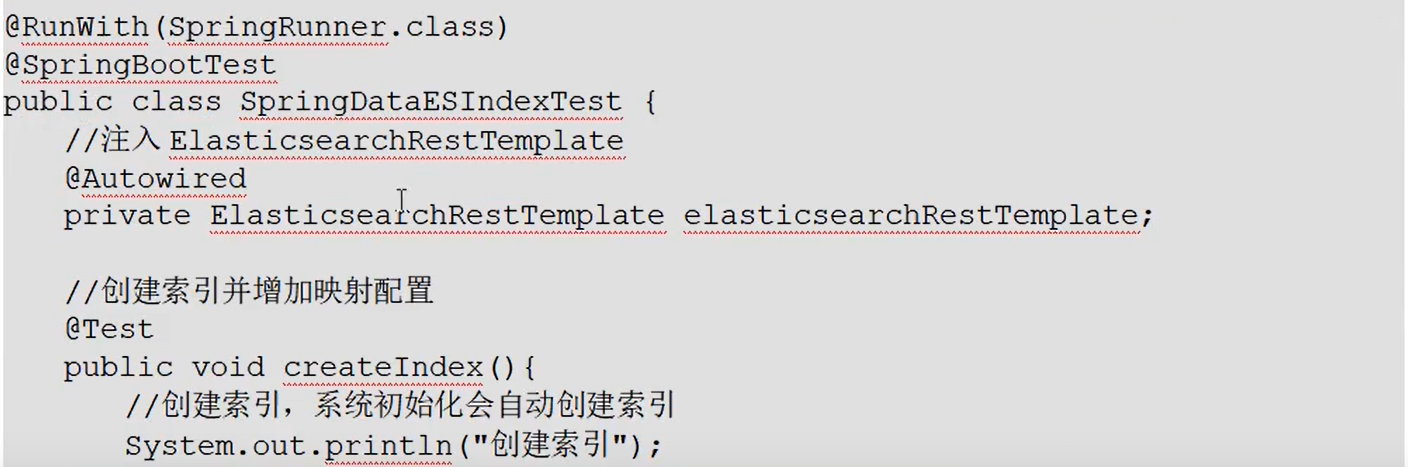 @RunWith(SpringRunner.class)
@SpringBootTest
public class SpringDataESIndexTest {
//注入 ElasticsearchRestTemplate
@Autowired
private ElasticsearchRestTemplate elasticsearchRestTemplate;
//创建索引并增加映射配置
@Test
public void createIndex(){
//创建索引，系统初始化会自动创建索引
System.out.println("创建索引");